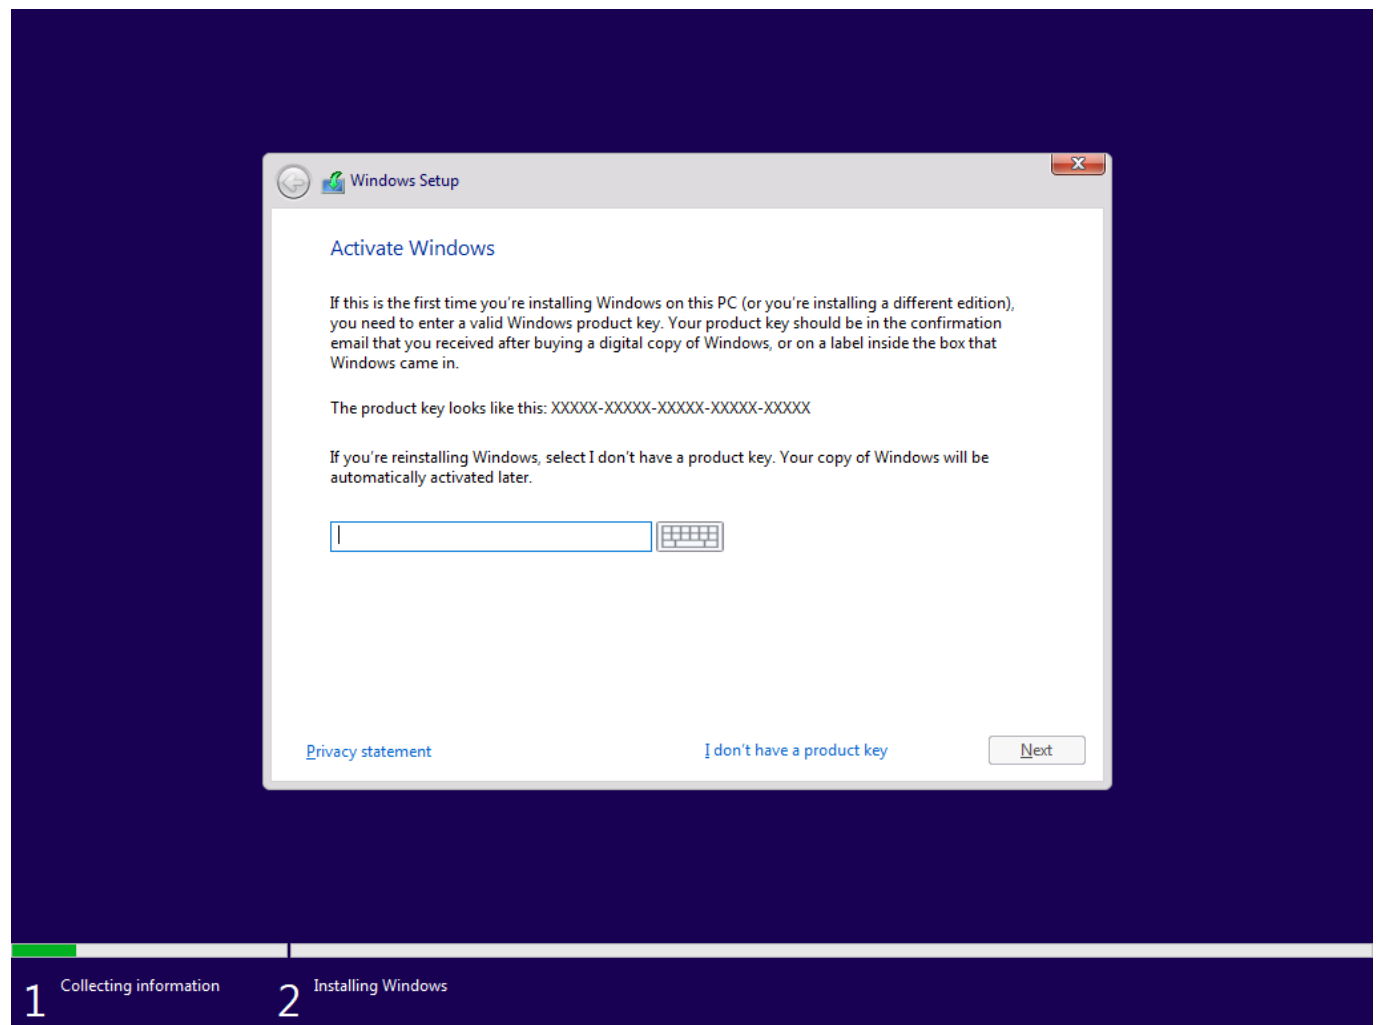 Windows Setup
Activate Windows
If this is the first time you're installing Windows on this PC (or you're installing a different edition),
you need to enter a valid Windows product key. Your product key should be in the confirmation
email that you received after buying a digital copy of Windows, or on a label inside the box that
Windows came in.
The product key looks like this: XXXXX-XXXXX-XXXXX-XXXXX-XXXXX
If you're reinstalling Windows, select I don't have a product key. Your copy of Windows will be
automatically activated later.
Privacy statement
I don't have a product key
Next
1 Collecting information
2 Installing Windows